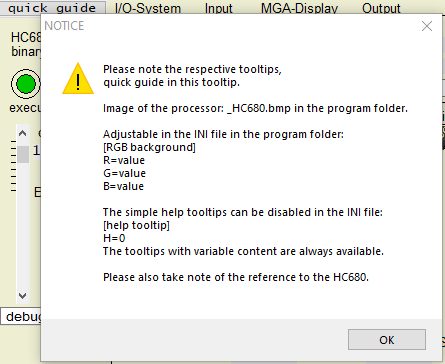 quick guide I/O-System Input MGA-Display Output
NOTICE
HC68
binary
Please note the respective tooltips,
quick guide in this tooltip.
execu
Image of the processor: _HC680.bmp in the program folder.
Adjustable in the INI file in the program folder:
[RGB background]
R=value
G=value
B=value
The simple help tooltips can be disabled in the INI file:
[help tooltip]
H=0
The tooltips with variable content are always available.
Please also take note of the reference to the HC680.
debug
OK